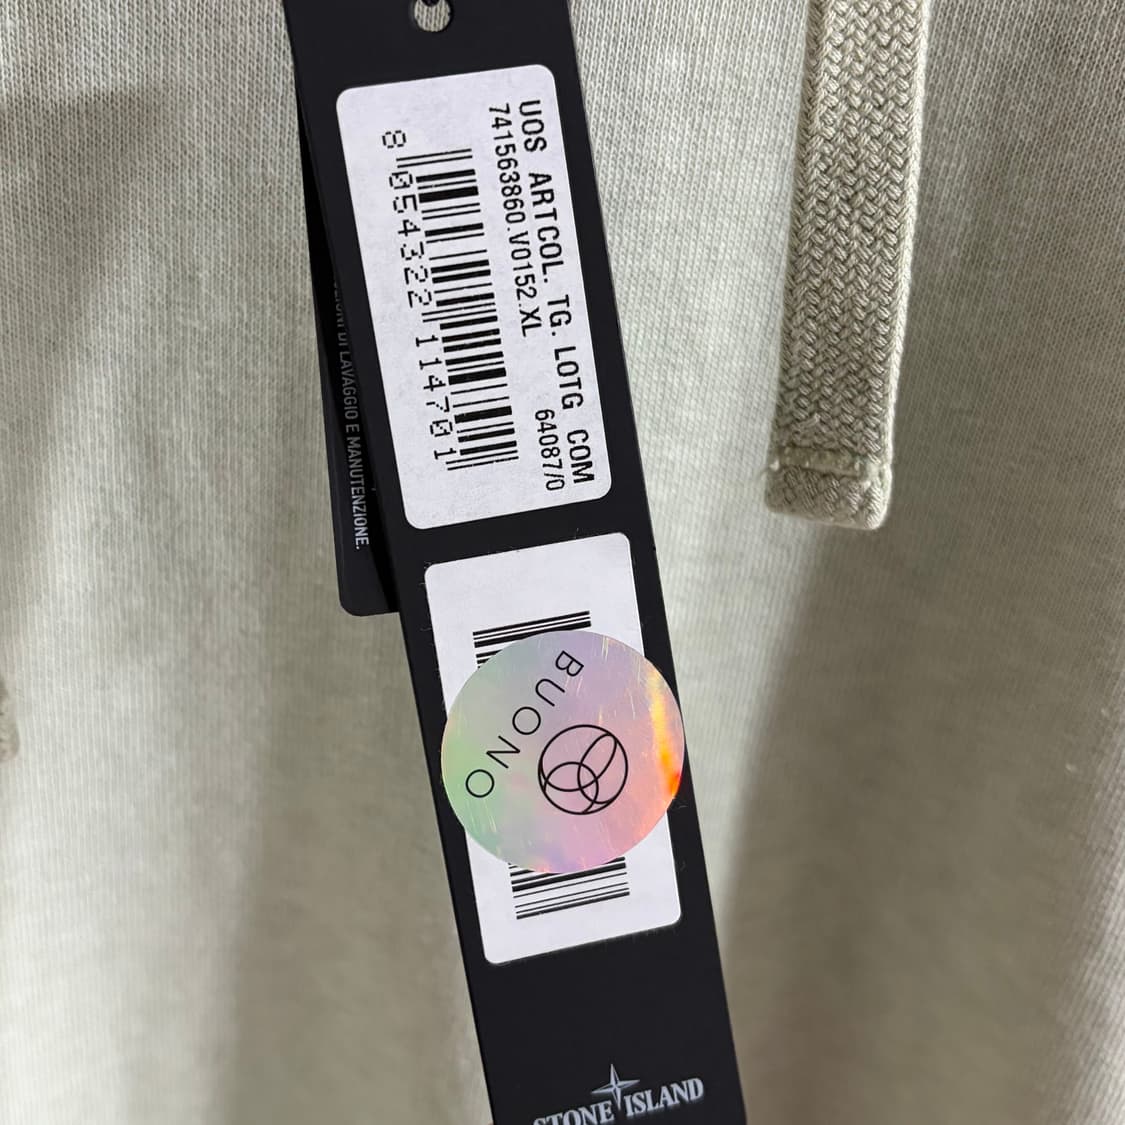 UOS ARTCOL. TG. LOTG COM
741563860.V0152.XL 64087/0
8 054322 114701
DI LAVAGGIO E MANUTENZIONE.
BUONO
STONE ISLAND